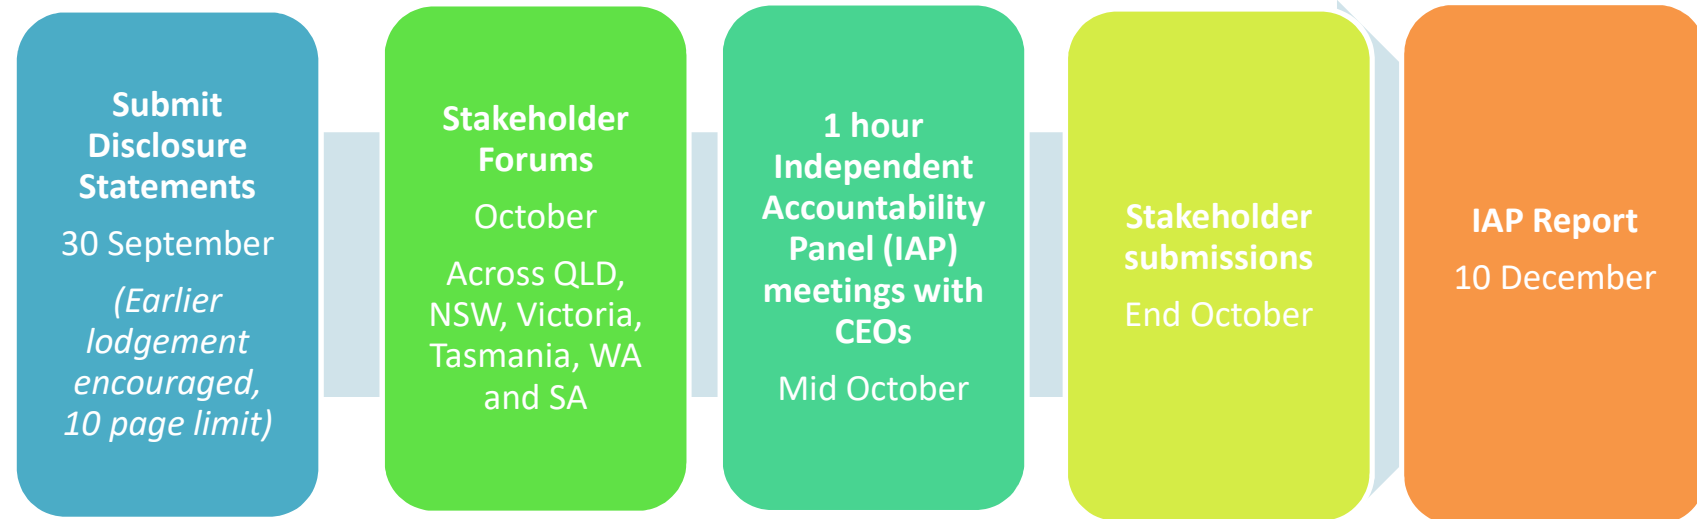 Submit
Disclosure
Statements
30 September
(Earlier
lodgement
encouraged,
10 page limit)
Stakeholder
Forums
October
Across QLD,
NSW, Victoria,
Tasmania, WA
and SA
1 hour
Independent
Accountability
Panel (IAP)
meetings with
CEOs
Mid October
Stakeholder
submissions
End October
IAP Report
10 December